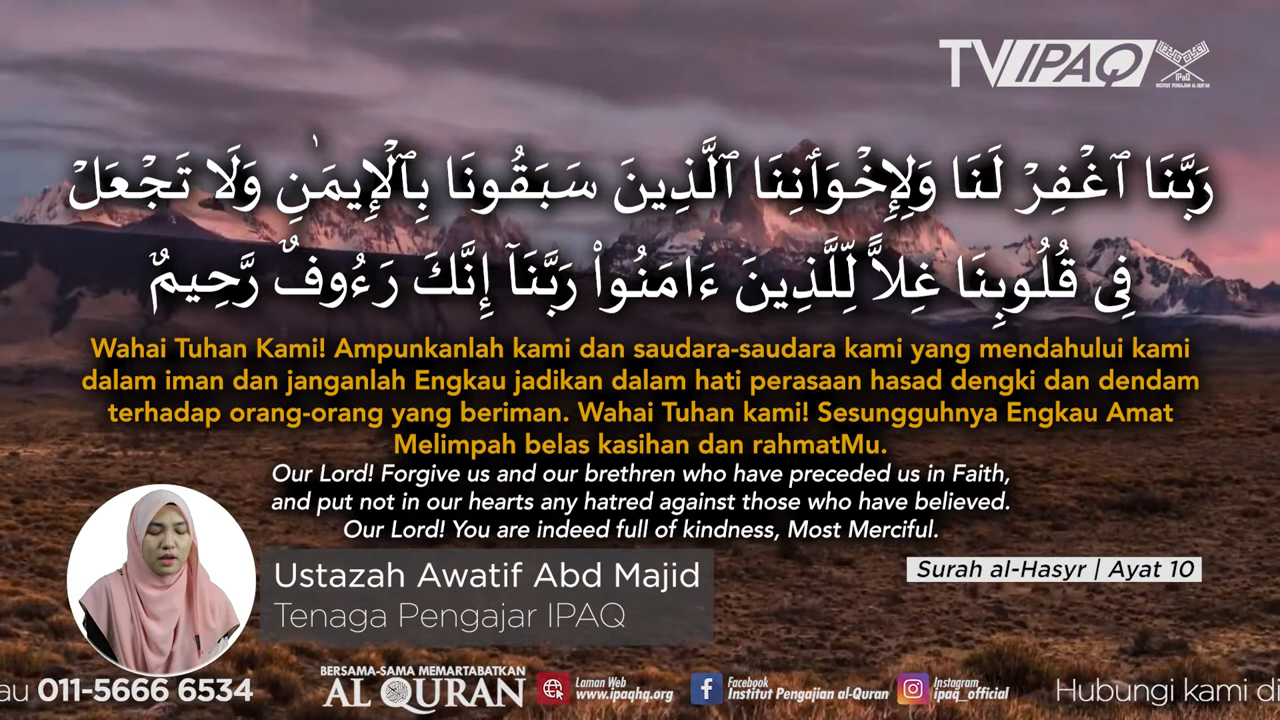 TV IPAQ
IPaQ
INSTITUT PENGAJIAN AL-QURAN
رَبَّنَا ٱغْفِرْ لَنَا وَلِإِخْوَٰنِنَا ٱلَّذِينَ سَبَقُونَا بِٱلْإِيمَـٰنِ وَلَا تَجْعَلْ
فِى قُلُوبِنَا غِلًّا لِّلَّذِينَ ءَامَنُوا۟ رَبَّنَآ إِنَّكَ رَءُوفٌ رَّحِيمٌ
Wahai Tuhan Kami! Ampunkanlah kami dan saudara-saudara kami yang mendahului kami
dalam iman dan janganlah Engkau jadikan dalam hati perasaan hasad dengki dan dendam
terhadap orang-orang yang beriman. Wahai Tuhan kami! Sesungguhnya Engkau Amat
Melimpah belas kasihan dan rahmatMu.
Our Lord! Forgive us and our brethren who have preceded us in Faith,
and put not in our hearts any hatred against those who have believed.
Our Lord! You are indeed full of kindness, Most Merciful.
Surah al-Hasyr | Ayat 10
Ustazah Awatif Abd Majid
Tenaga Pengajar IPAQ
au 011-5666 6534
BERSAMA-SAMA MEMARTABATKAN
AL QURAN
Laman Web
www.ipaqhq.org
Facebook
Institut Pengajian al-Quran
Instagram
ipaq_official
Hubungi kami di